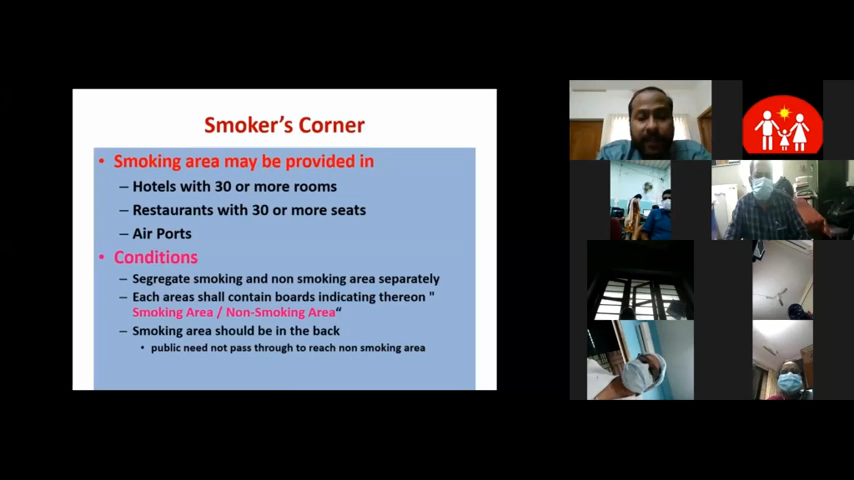 Smoker's Corner
• Smoking area may be provided in
– Hotels with 30 or more rooms
– Restaurants with 30 or more seats
– Air Ports
• Conditions
– Segregate smoking and non smoking area separately
– Each areas shall contain boards indicating thereon "
Smoking Area / Non-Smoking Area“
– Smoking area should be in the back
• public need not pass through to reach non smoking area